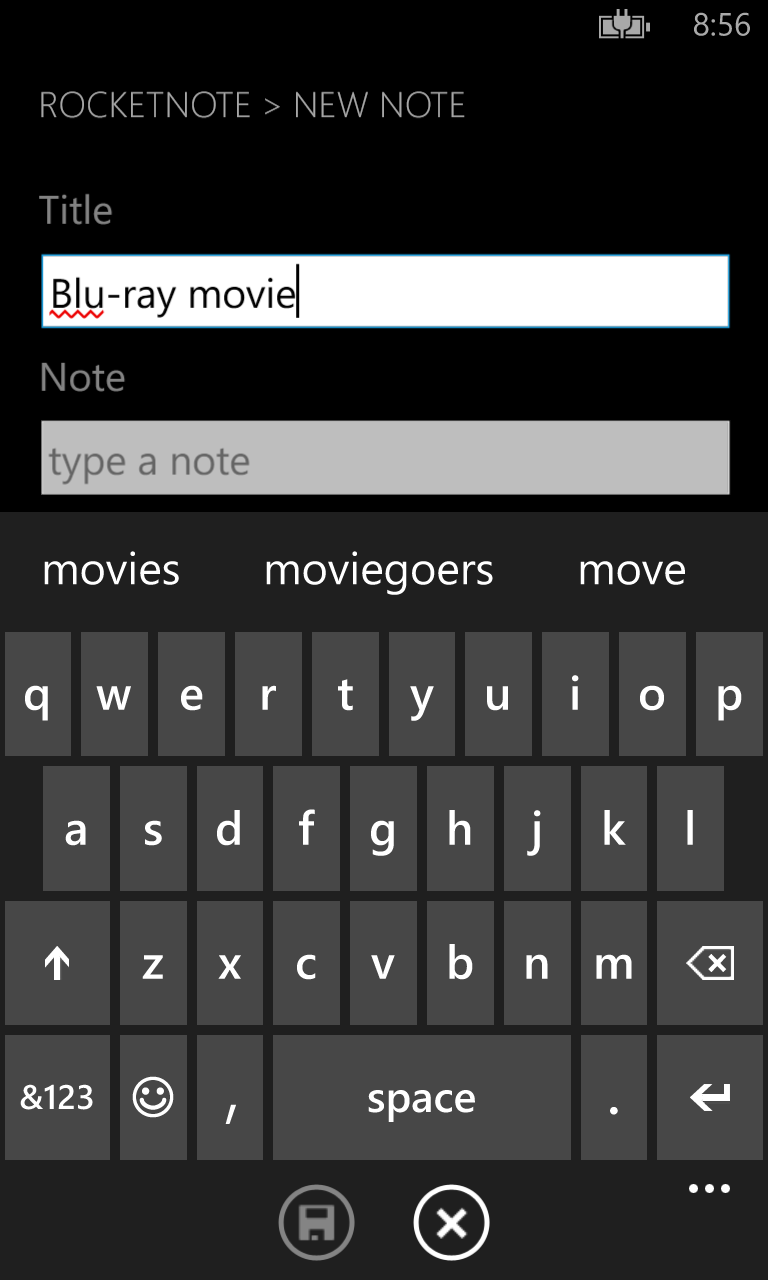 8:56
ROCKETNOTE > NEW NOTE
Title
Blu-ray movie
Note
type a note
movies moviegoers move
q w e r t y u i o p
a s d f g h j k l
z x c v b n m
&123 , space .